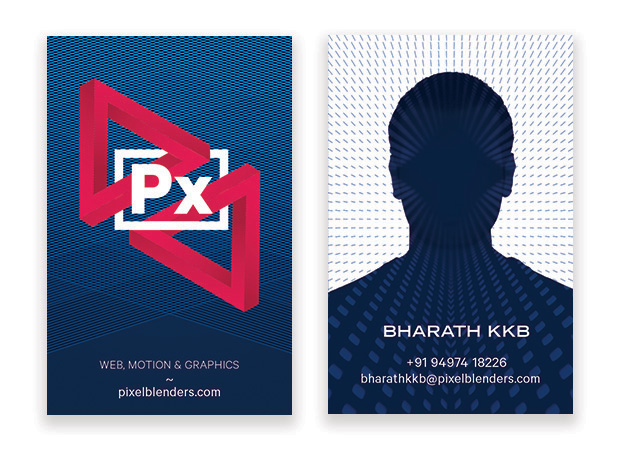 Px
WEB, MOTION & GRAPHICS
~
pixelblenders.com
BHARATH KKB
+91 94974 18226
bharathkkb@pixelblenders.com